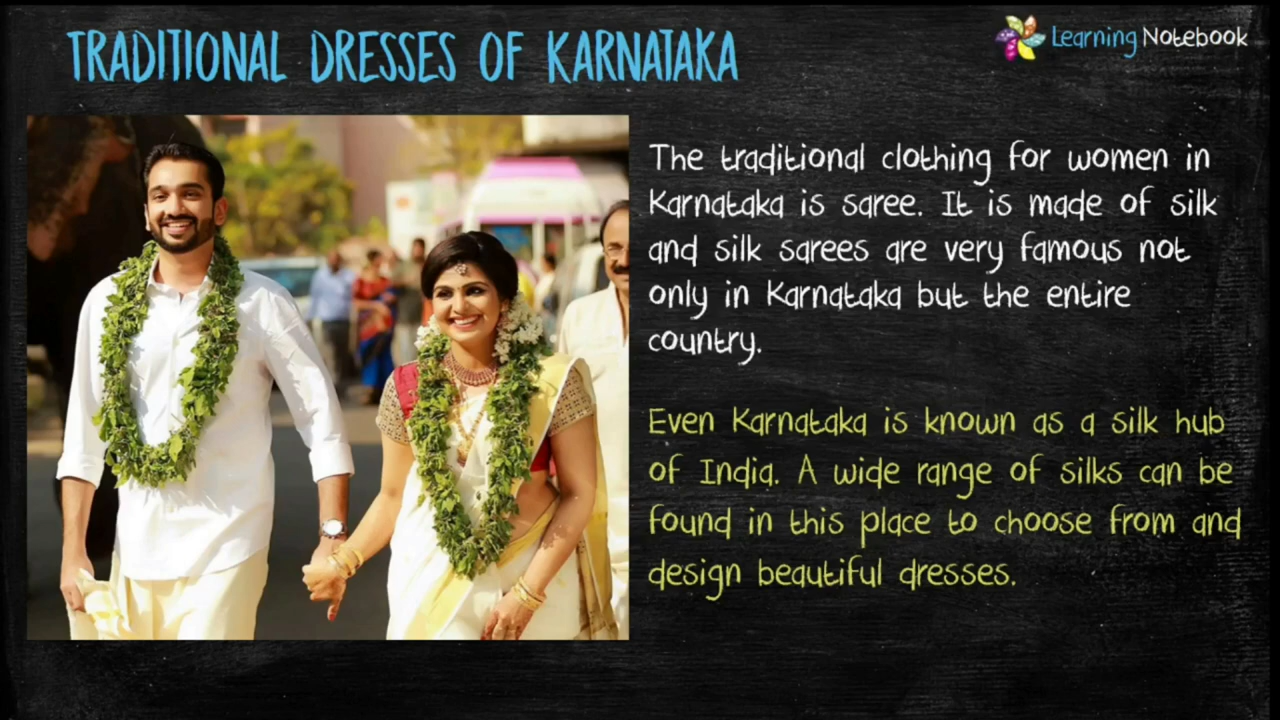 TRADITIONAL DRESSES OF KARNATAKA
Learning Notebook
The traditional clothing for women in
Karnataka is saree. It is made of silk
and silk sarees are very famous not
only in Karnataka but the entire
country.
Even Karnataka is known as a silk hub
of India. A wide range of silks can be
found in this place to choose from and
design beautiful dresses.